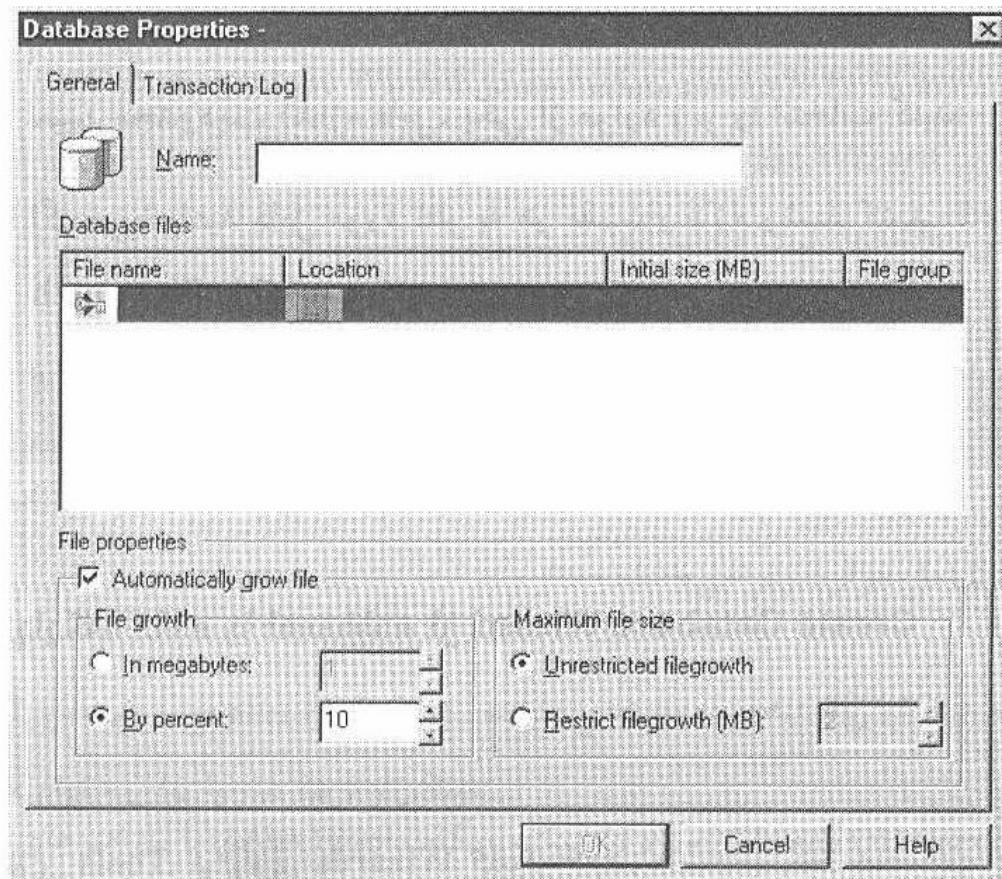 Database Properties -
General
Transaction Log
Name:
Database files
File name Location Initial size (MB) File group
File properties
Automatically grow file
File growth
In megabytes: 1
By percent: 10
Maximum file size
Unrestricted filegrowth
Restrict filegrowth (MB): 2
OK Cancel Help